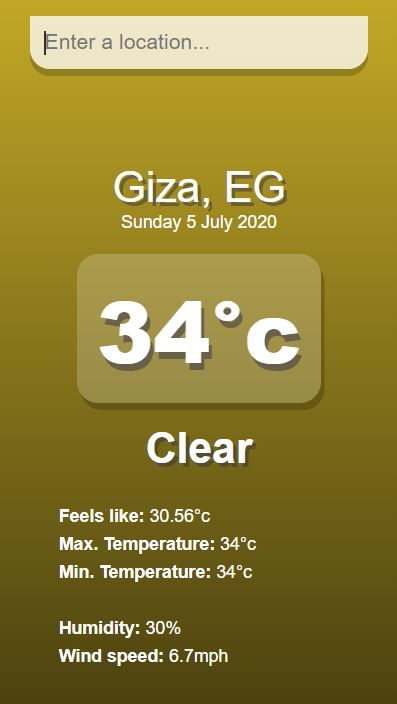 Enter a location...
Giza, EG
Sunday 5 July 2020
34°c
Clear
Feels like: 30.56°c
Max. Temperature: 34°c
Min. Temperature: 34°c
Humidity: 30%
Wind speed: 6.7mph